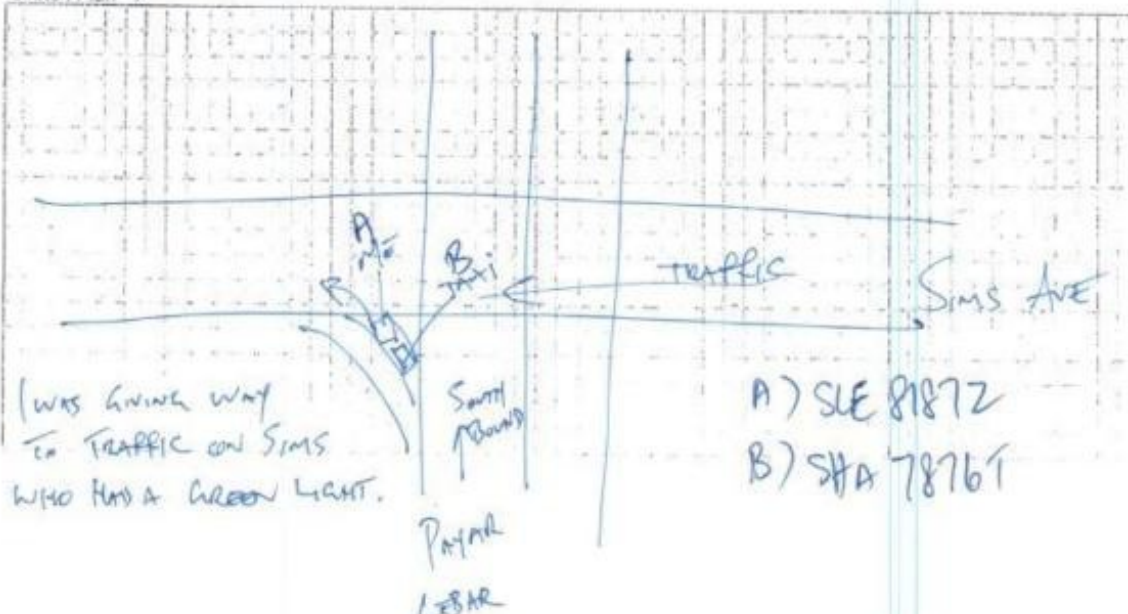 A
ME
B
TAXI
TRAFFIC
SIMS AVE
I WAS GIVING WAY
TO TRAFFIC ON SIMS
WHO HAD A GREEN LIGHT.
SOUTH
BOUND
A) SLE 8187Z
B) SHA 7876T
PAYAR
LEBAR